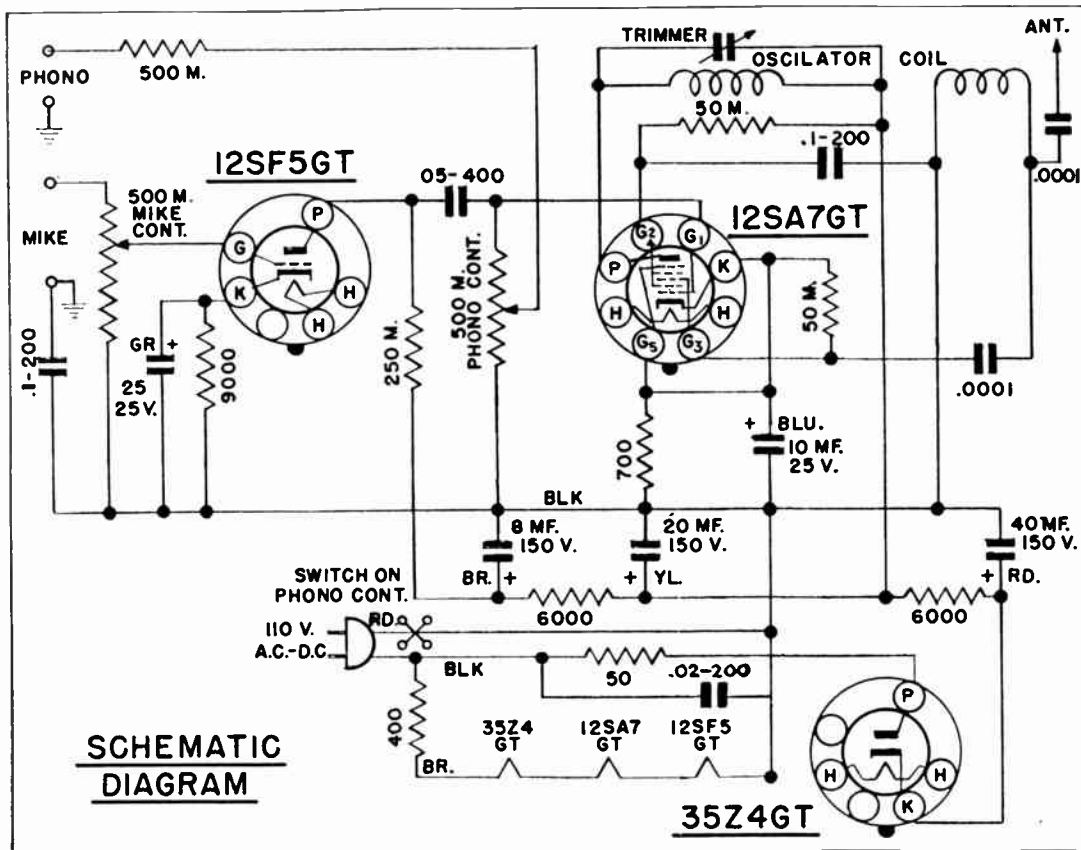 TRIMMER
ANT.
OSCILATOR COIL
PHONO
500 M.
50 M.
.1-200
.0001
12SF5GT
05-400
12SA7GT
500 M.
MIKE
CONT.
MIKE
P
G
K
H
H
G2
G1
P
K
H
H
G5
G3
50 M.
500 M.
PHONO CONT.
250 M.
.1-200
GR +
25
25 V.
9000
.0001
700
+ BLU.
10 MF.
25 V.
BLK
8 MF.
150 V.
20 MF.
150 V.
40 MF.
150 V.
BR. +
+ YL.
+ RD.
SWITCH ON
PHONO CONT.
RD.
6000
6000
110 V.
A.C.-D.C
BLK
50
.02-200
P
400
35Z4
GT
12SA7
GT
12SF5
GT
BR.
H
H
K
SCHEMATIC
DIAGRAM
35Z4GT